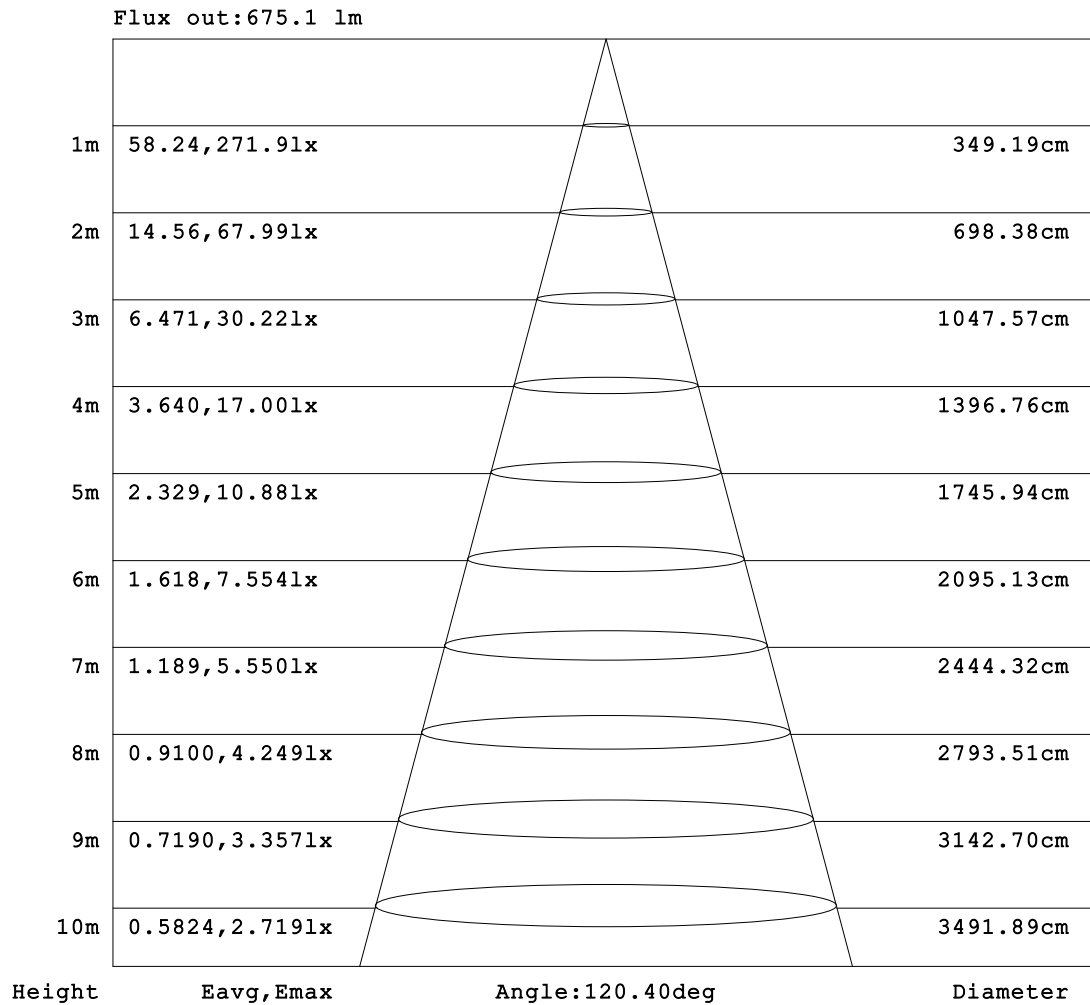 Flux out:675.1 lm
1m 58.24,271.9lx 349.19cm
2m 14.56,67.99lx 698.38cm
3m 6.471,30.22lx 1047.57cm
4m 3.640,17.00lx 1396.76cm
5m 2.329,10.88lx 1745.94cm
6m 1.618,7.554lx 2095.13cm
7m 1.189,5.550lx 2444.32cm
8m 0.9100,4.249lx 2793.51cm
9m 0.7190,3.357lx 3142.70cm
10m 0.5824,2.719lx 3491.89cm
Height Eavg,Emax Angle:120.40deg Diameter